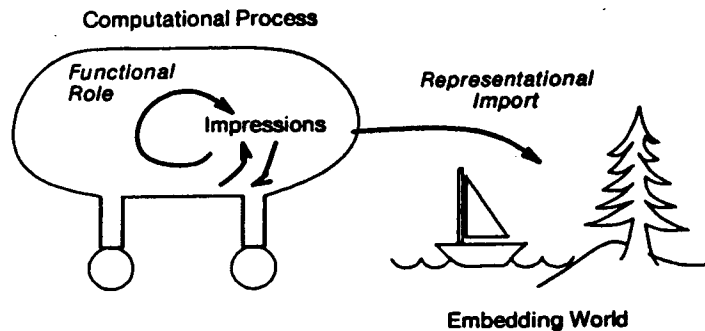 Computational Process
Functional
Role
Impressions
Representational
Import
Embedding World